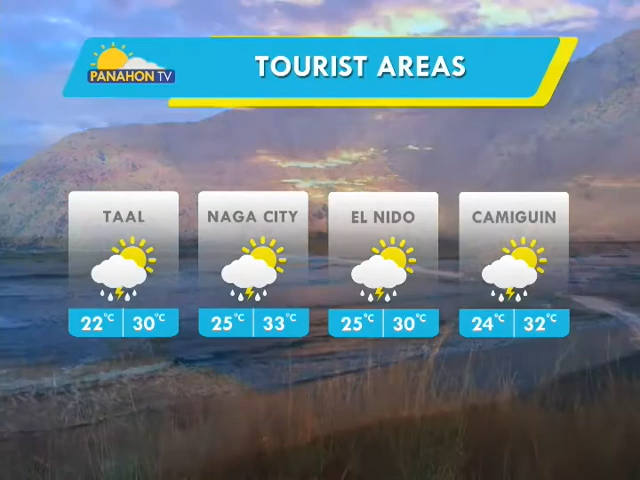 PANAHON TV
TOURIST AREAS
TAAL
22°C 30°C
NAGA CITY
25°C 33°C
EL NIDO
25°C 30°C
CAMIGUIN
24°C 32°C